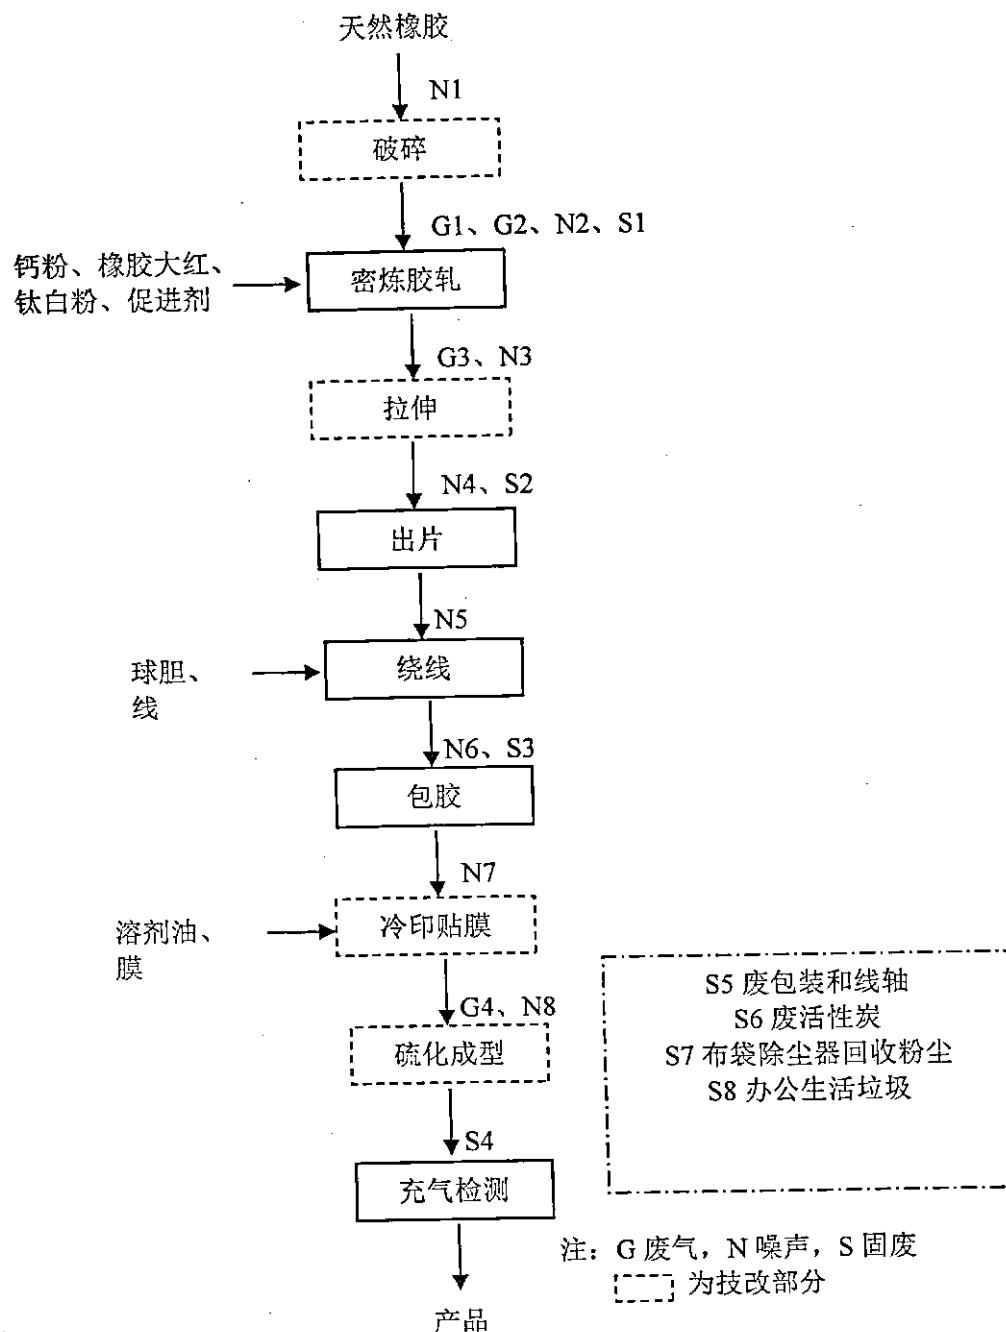 天然橡胶
N1
破碎
G1、G2、N2、S1
钙粉、橡胶大红、
钛白粉、促进剂
密炼胶轧
G3、N3
拉伸
N4、S2
出片
N5
球胆、
线
绕线
N6、S3
包胶
N7
溶剂油、
膜
冷印贴膜
G4、N8
硫化成型
S4
充气检测
产品
S5 废包装和线轴
S6 废活性炭
S7 布袋除尘器回收粉尘
S8 办公生活垃圾
注：G 废气，N 噪声，S 固废
为技改部分